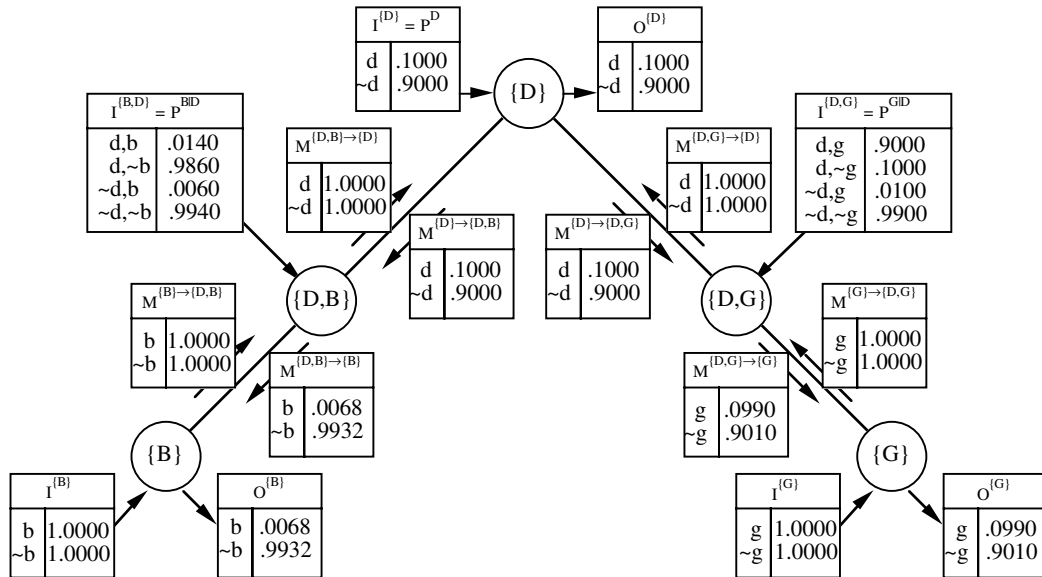 I^{D} = P^D
d .1000
~d .9000
{D}
O^{D}
d .1000
~d .9000
I^{B,D} = P^B|D
d,b .0140
d,~b .9860
~d,b .0060
~d,~b .9940
M^{D,B}→{D}
d 1.0000
~d 1.0000
M^{D,G}→{D}
d 1.0000
~d 1.0000
I^{D,G} = P^G|D
d,g .9000
d,~g .1000
~d,g .0100
~d,~g .9900
M^{D}→{D,B}
d .1000
~d .9000
M^{D}→{D,G}
d .1000
~d .9000
{D,B}
{D,G}
M^{B}→{D,B}
b 1.0000
~b 1.0000
M^{D,B}→{B}
b .0068
~b .9932
M^{D,G}→{G}
g .0990
~g .9010
M^{G}→{D,G}
g 1.0000
~g 1.0000
{B}
{G}
I^{B}
b 1.0000
~b 1.0000
O^{B}
b .0068
~b .9932
I^{G}
g 1.0000
~g 1.0000
O^{G}
g .0990
~g .9010